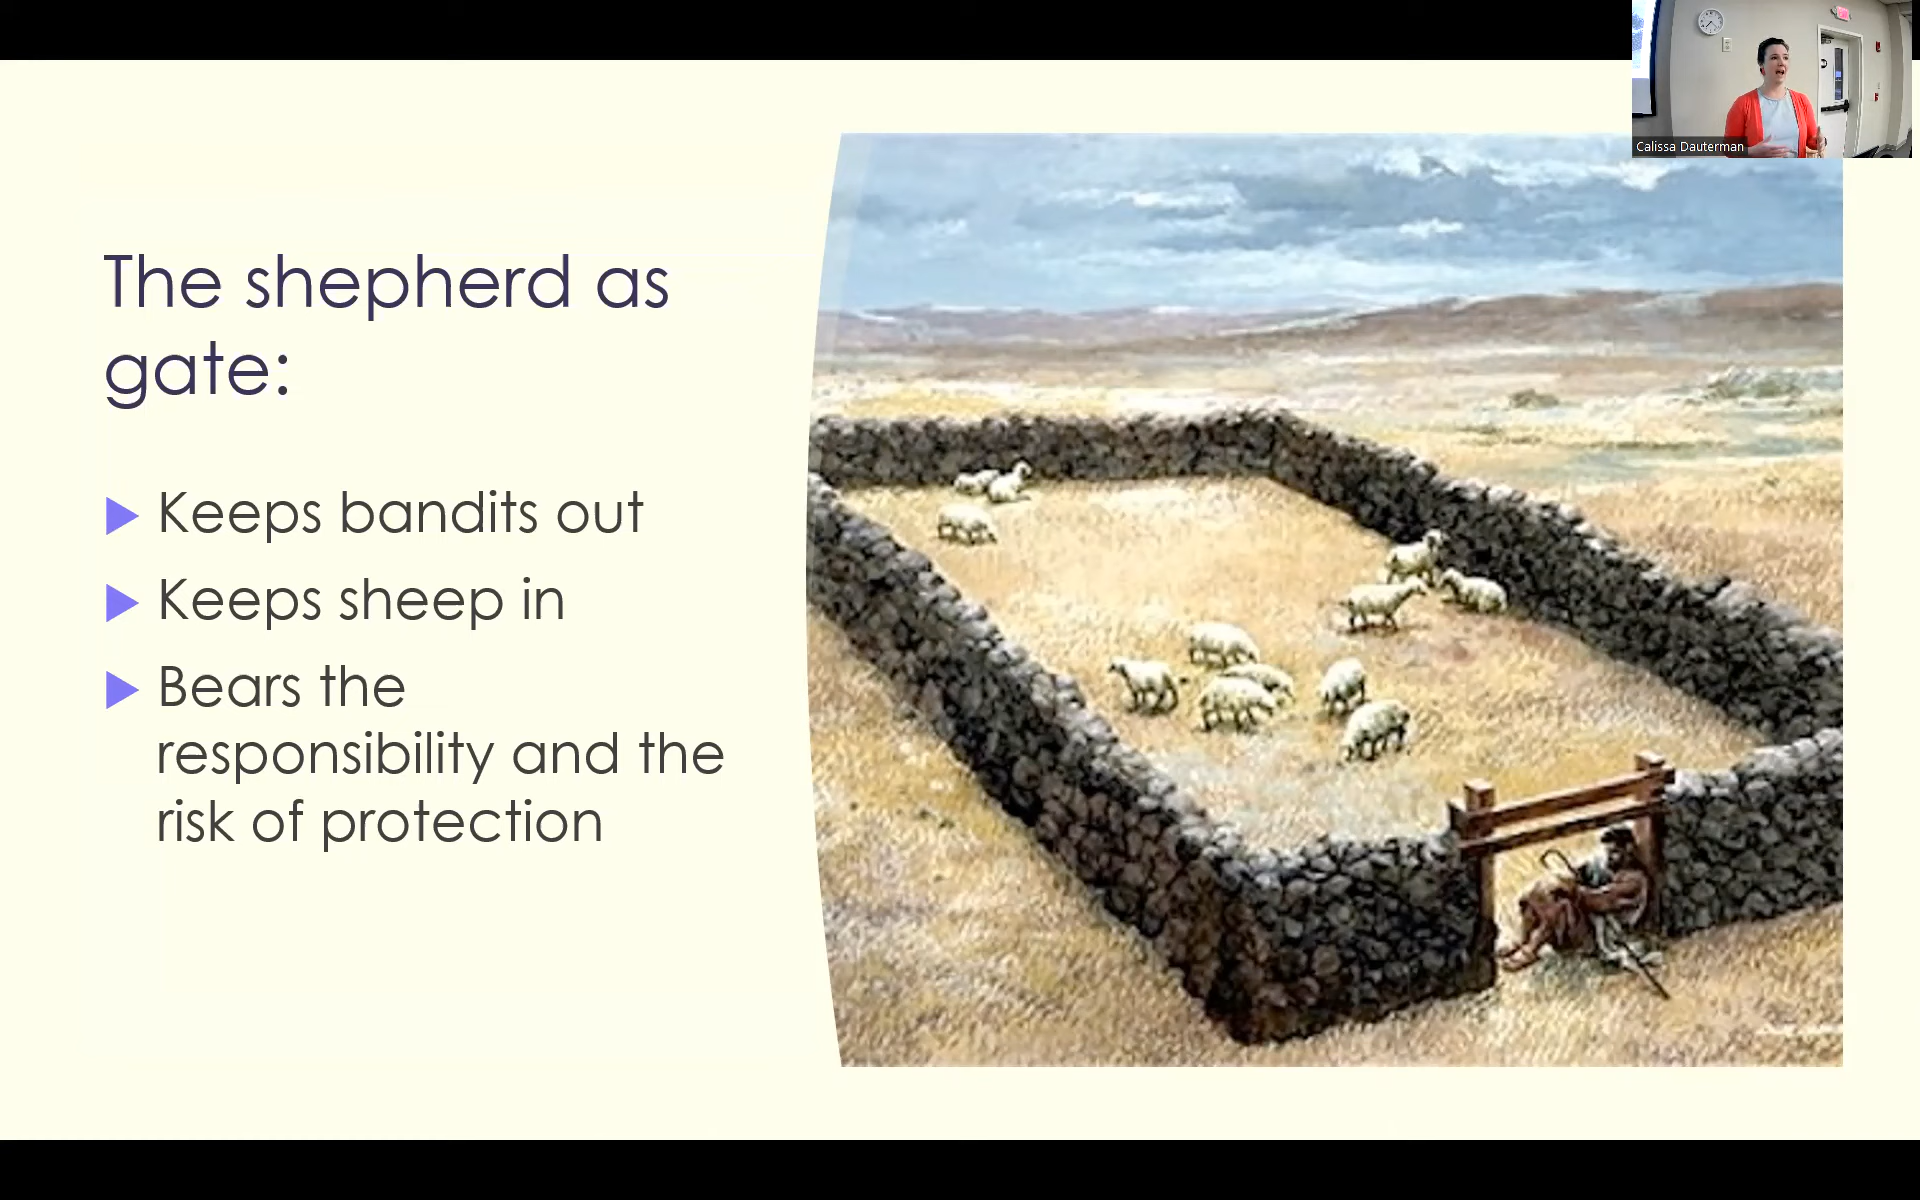 The shepherd as
gate:
Keeps bandits out
Keeps sheep in
Bears the
responsibility and the
risk of protection
Calissa Dauterman